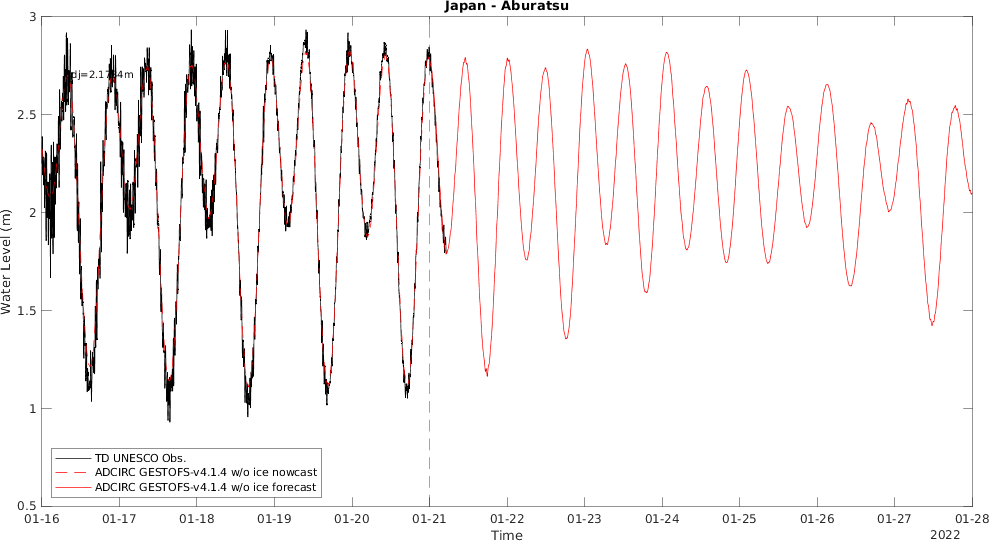 Japan - Aburatsu
3
2.5
2
1.5
1
0.5
Water Level (m)
TD UNESCO Obs.
ADCIRC GESTOFS-v4.1.4 w/o ice nowcast
ADCIRC GESTOFS-v4.1.4 w/o ice forecast
01-16 01-17 01-18 01-19 01-20 01-21 01-22 01-23 01-24 01-25 01-26 01-27 01-28
Time
2022